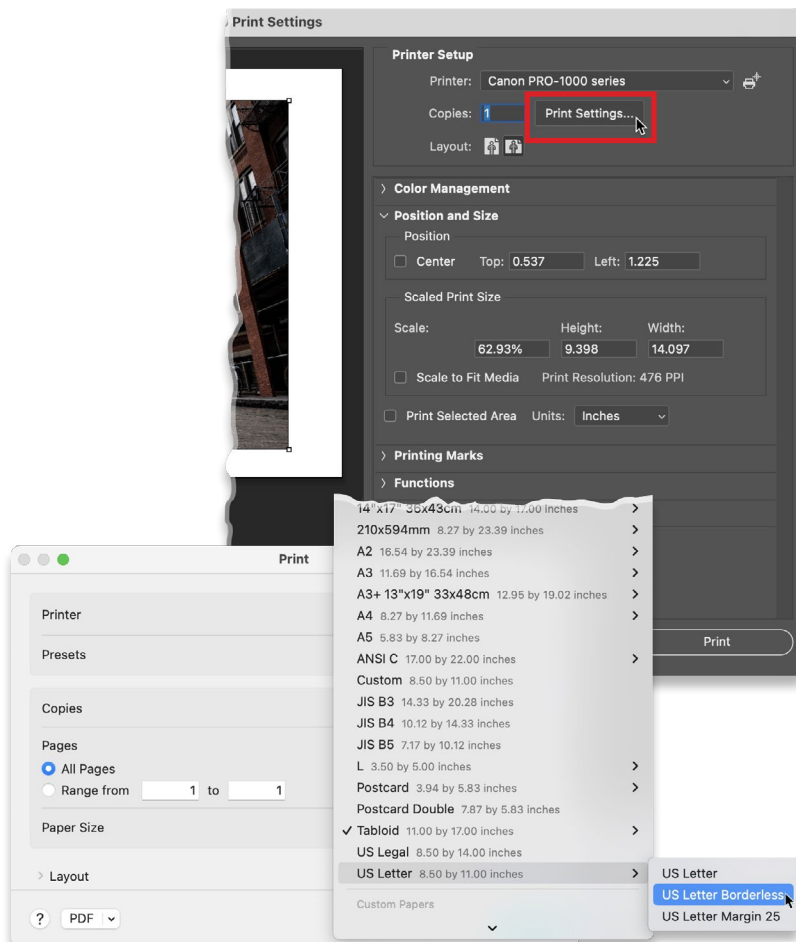 Print Settings
Printer Setup
Printer: Canon PRO-1000 series
Copies: 1 Print Settings...
Layout:
Color Management
Position and Size
Position
Center Top: 0.537 Left: 1.225
Scaled Print Size
Scale: Height: Width:
62.93% 9.398 14.097
Scale to Fit Media Print Resolution: 476 PPI
Print Selected Area Units: Inches
Printing Marks
Functions
Print
14"x17" 36x43cm 14.00 by 17.00 inches
210x594mm 8.27 by 23.39 inches
A2 16.54 by 23.39 inches
A3 11.69 by 16.54 inches
A3+ 13"x19" 33x48cm 12.95 by 19.02 inches
A4 8.27 by 11.69 inches
A5 5.83 by 8.27 inches
ANSI C 17.00 by 22.00 inches
Custom 8.50 by 11.00 inches
JIS B3 14.33 by 20.28 inches
JIS B4 10.12 by 14.33 inches
JIS B5 7.17 by 10.12 inches
L 3.50 by 5.00 inches
Postcard 3.94 by 5.83 inches
Postcard Double 7.87 by 5.83 inches
✓ Tabloid 11.00 by 17.00 inches
US Legal 8.50 by 14.00 inches
US Letter 8.50 by 11.00 inches
Custom Papers
US Letter
US Letter Borderless
US Letter Margin 25
Print
Printer
Presets
Copies
Pages
All Pages
Range from 1 to 1
Paper Size
Layout
? PDF